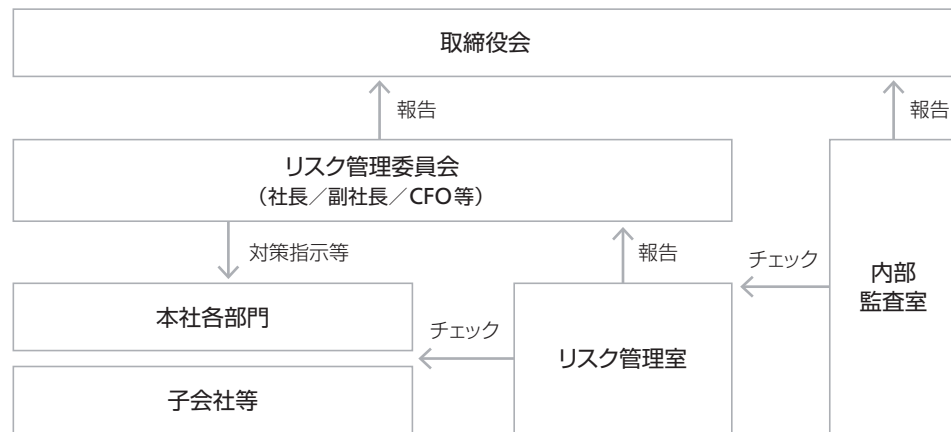 取締役会
報告
報告
リスク管理委員会
（社長／副社長／CFO等）
対策指示等
報告
チェック
内部
監査室
本社各部門
チェック
リスク管理室
子会社等